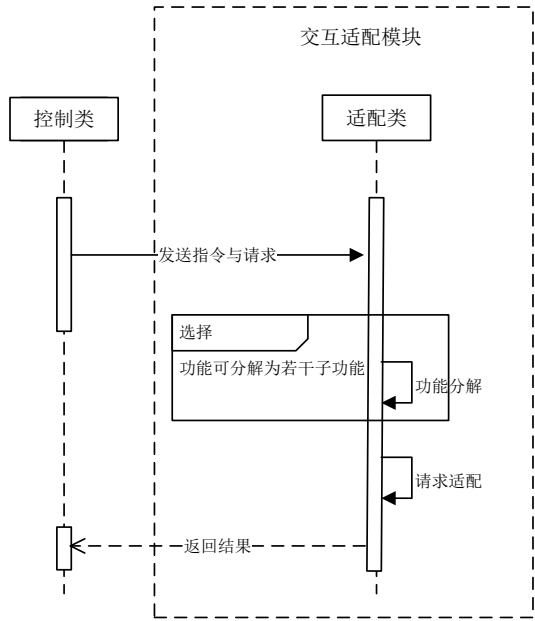 交互适配模块
控制类
适配类
发送指令与请求
选择
功能可分解为若干子功能
功能分解
请求适配
返回结果